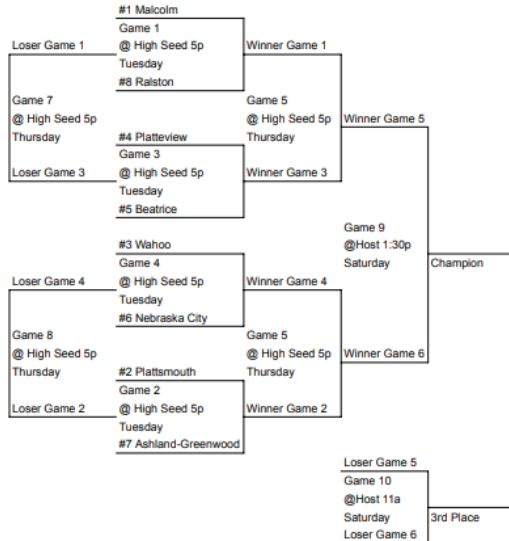 #1 Malcolm
Game 1
Loser Game 1
@ High Seed 5p
Winner Game 1
Tuesday
#8 Ralston
Game 7
@ High Seed 5p
Thursday
Game 5
@ High Seed 5p
Thursday
Winner Game 5
#4 Platteview
Game 3
Loser Game 3
@ High Seed 5p
Winner Game 3
Tuesday
#5 Beatrice
Game 9
@Host 1:30p
Saturday
Champion
#3 Wahoo
Game 4
Loser Game 4
@ High Seed 5p
Winner Game 4
Tuesday
#6 Nebraska City
Game 8
@ High Seed 5p
Thursday
Game 5
@ High Seed 5p
Thursday
Winner Game 6
#2 Plattsmouth
Game 2
Loser Game 2
@ High Seed 5p
Winner Game 2
Tuesday
#7 Ashland-Greenwood
Loser Game 5
Game 10
@Host 11a
Saturday
3rd Place
Loser Game 6